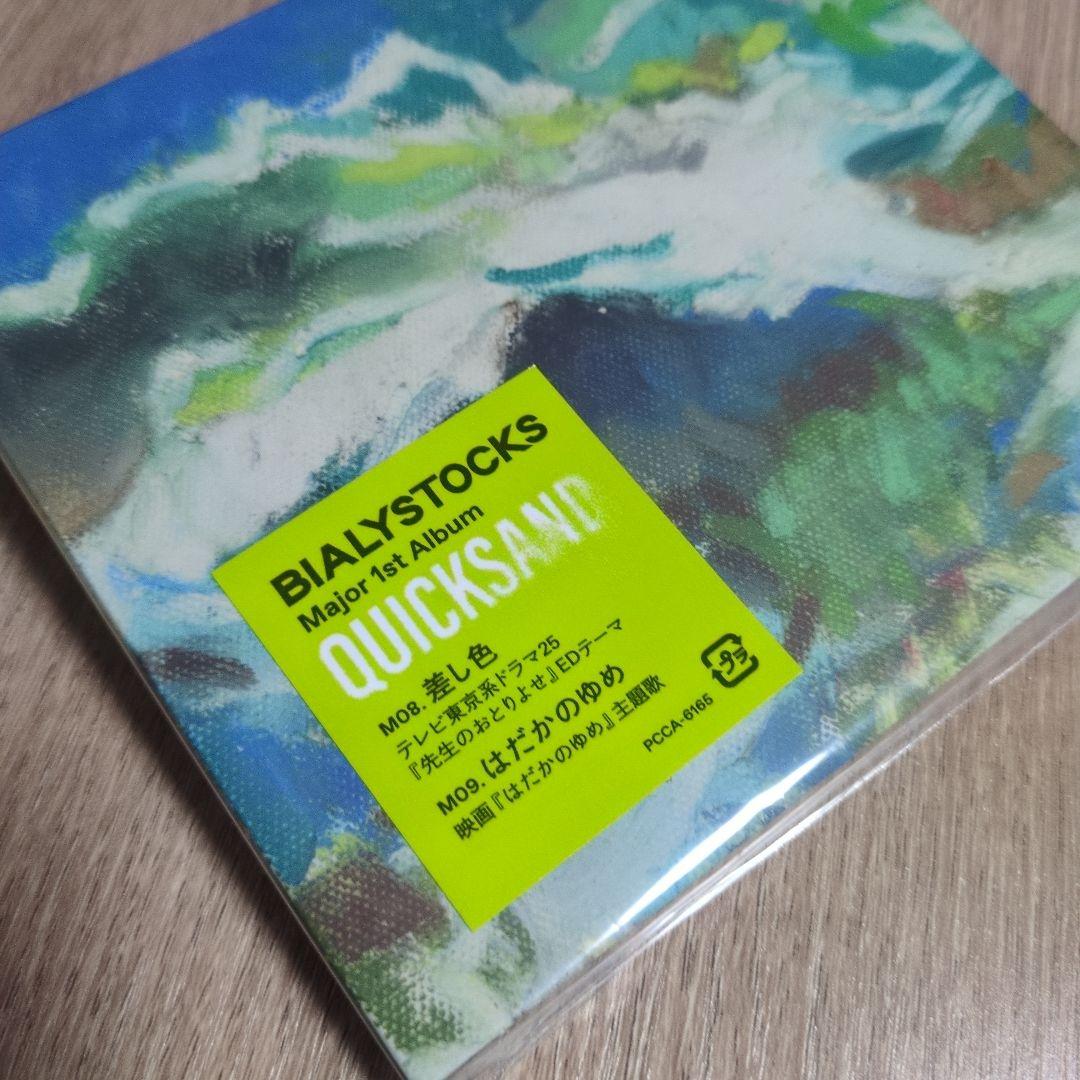 BIALYSTOCKS
Major 1st Album
QUICKSAND
M08. 差し色
テレビ東京系ドラマ25
『先生のおとりよせ』EDテーマ
M09. はだかのゆめ
映画『はだかのゆめ』主題歌
プラ
PCCA-6165